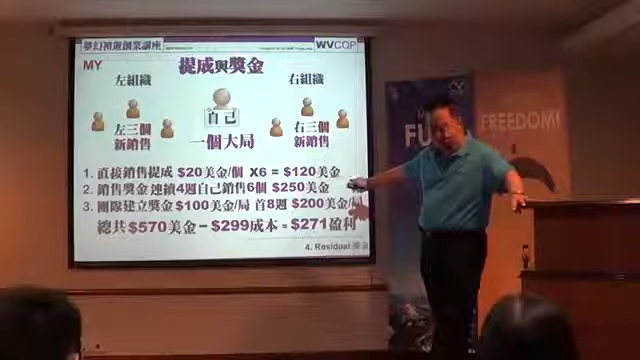 夢幻視遊創業講座
WVCQP
MY
提成與獎金
左組織
右組織
自己
左三個
新銷售
右三個
新銷售
一個大局
1. 直接銷售提成 $20美金/個 X6 = $120美金
2. 銷售獎金 連續4週自己銷售6個 $250美金
3. 團隊建立獎金 $100美金/局 首8週 $200美金/局
總共$570美金－$299成本 = $271盈利
4. Residual 獎金
FU
FREEDOM!